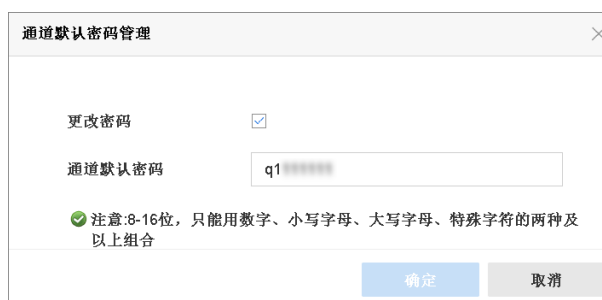 通道默认密码管理
更改密码
通道默认密码
q1
注意:8-16位，只能用数字、小写字母、大写字母、特殊字符的两种及
以上组合
确定
取消